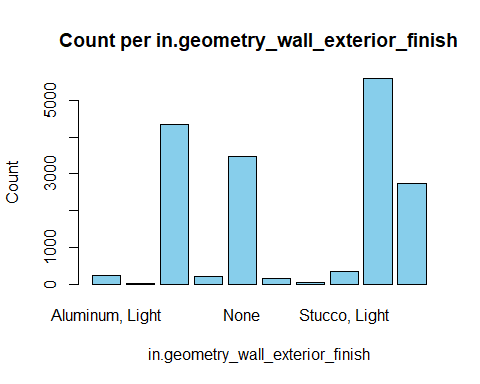 Count per in.geometry_wall_exterior_finish
Count
5000
3000
1000
0
Aluminum, Light
None
Stucco, Light
in.geometry_wall_exterior_finish